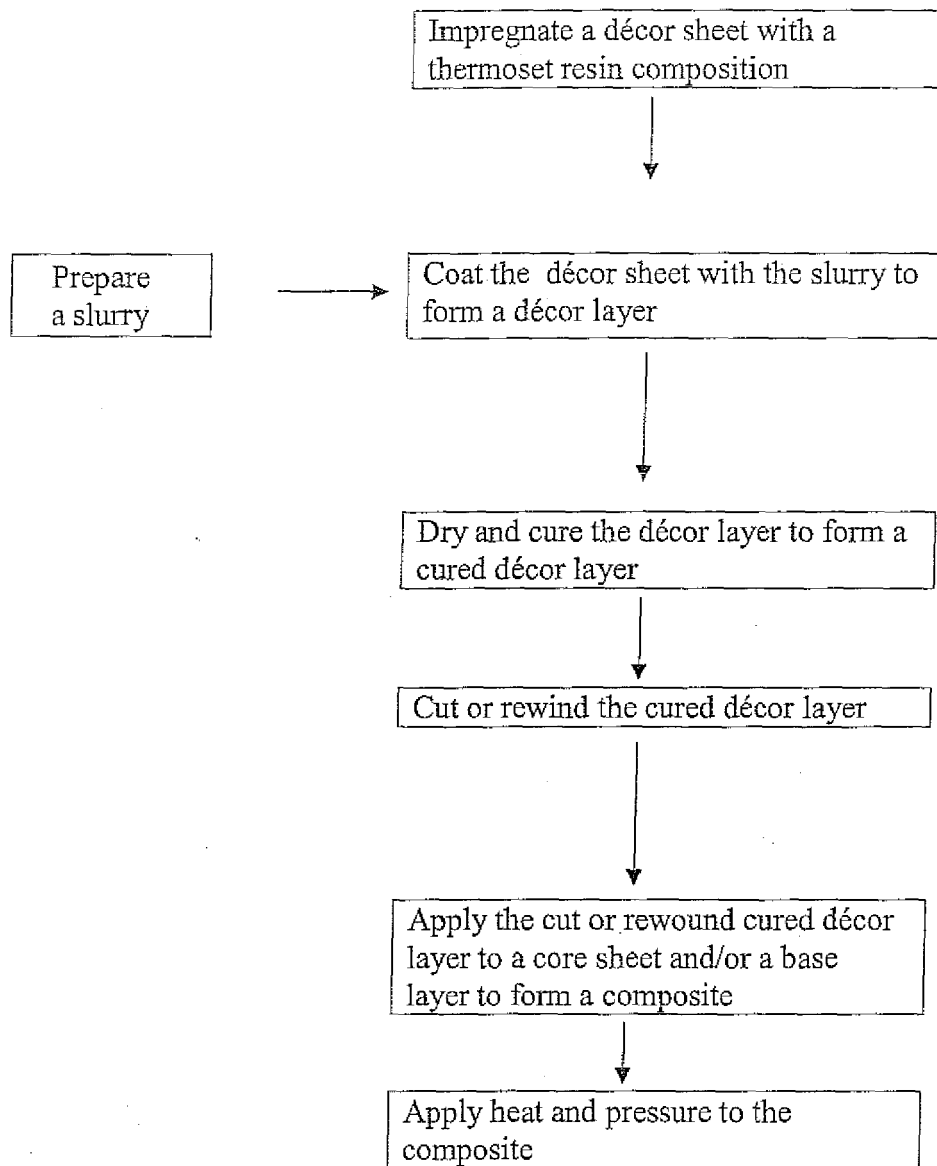 Impregnate a décor sheet with a
thermoset resin composition
Prepare
a slurry
Coat the décor sheet with the slurry to
form a décor layer
Dry and cure the décor layer to form a
cured décor layer
Cut or rewind the cured décor layer
Apply the cut or rewound cured décor
layer to a core sheet and/or a base
layer to form a composite
Apply heat and pressure to the
composite